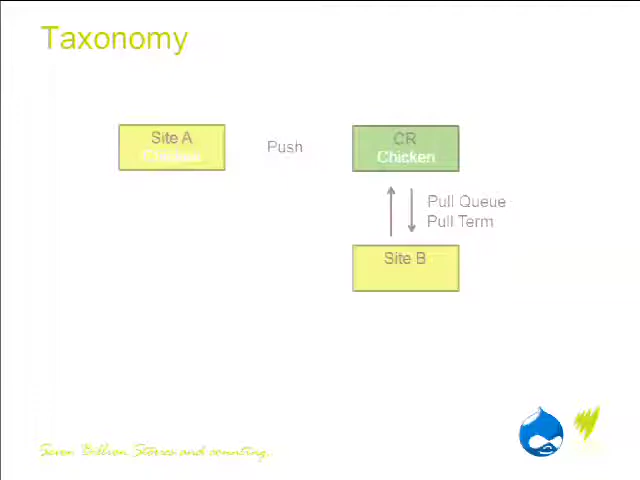 Taxonomy
Site A
Chicken
Push
CR
Chicken
Pull Queue
Pull Term
Site B
Seven Billion Stories and counting...